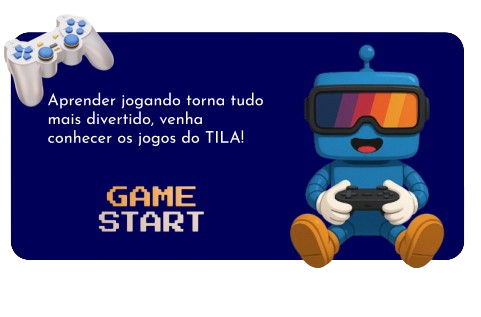 Aprender jogando torna tudo
mais divertido, venha
conhecer os jogos do TILA!
GAME
START